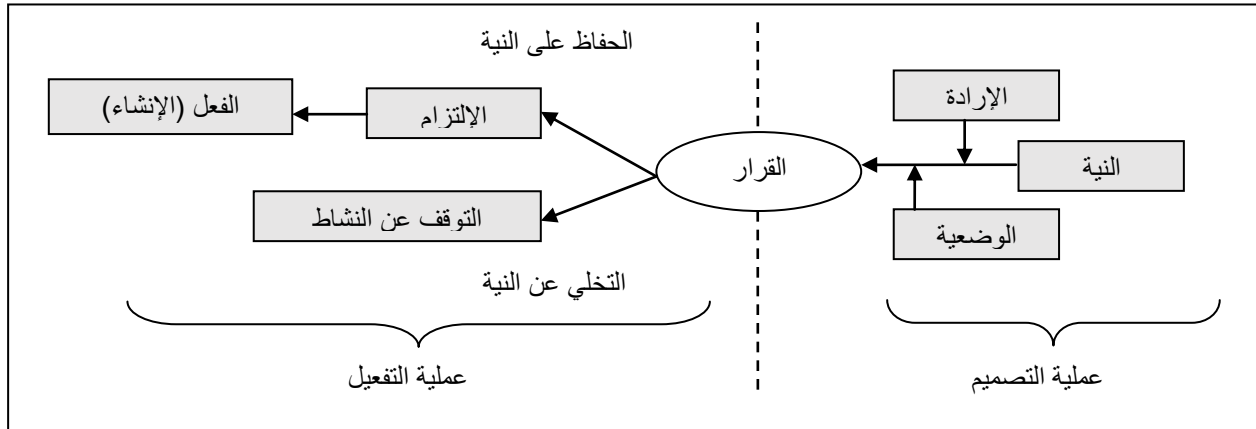 الحفاظ على النية
الإرادة
الفعل (الإنشاء)
الإلتزام
النية
القرار
التوقف عن النشاط
الوضعية
التخلي عن النية
عملية التصميم
عملية التفعيل